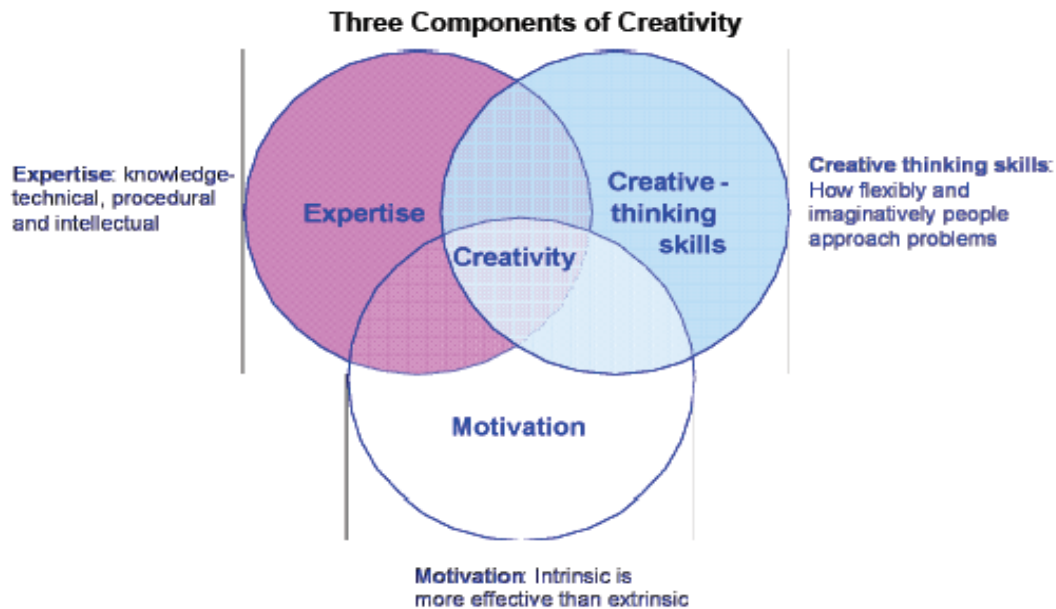 Three Components of Creativity
Expertise: knowledge-
technical, procedural
and intellectual
Expertise
Creative -
thinking
skills
Creative thinking skills:
How flexibly and
imaginatively people
approach problems
Creativity
Motivation
Motivation: Intrinsic is
more effective than extrinsic